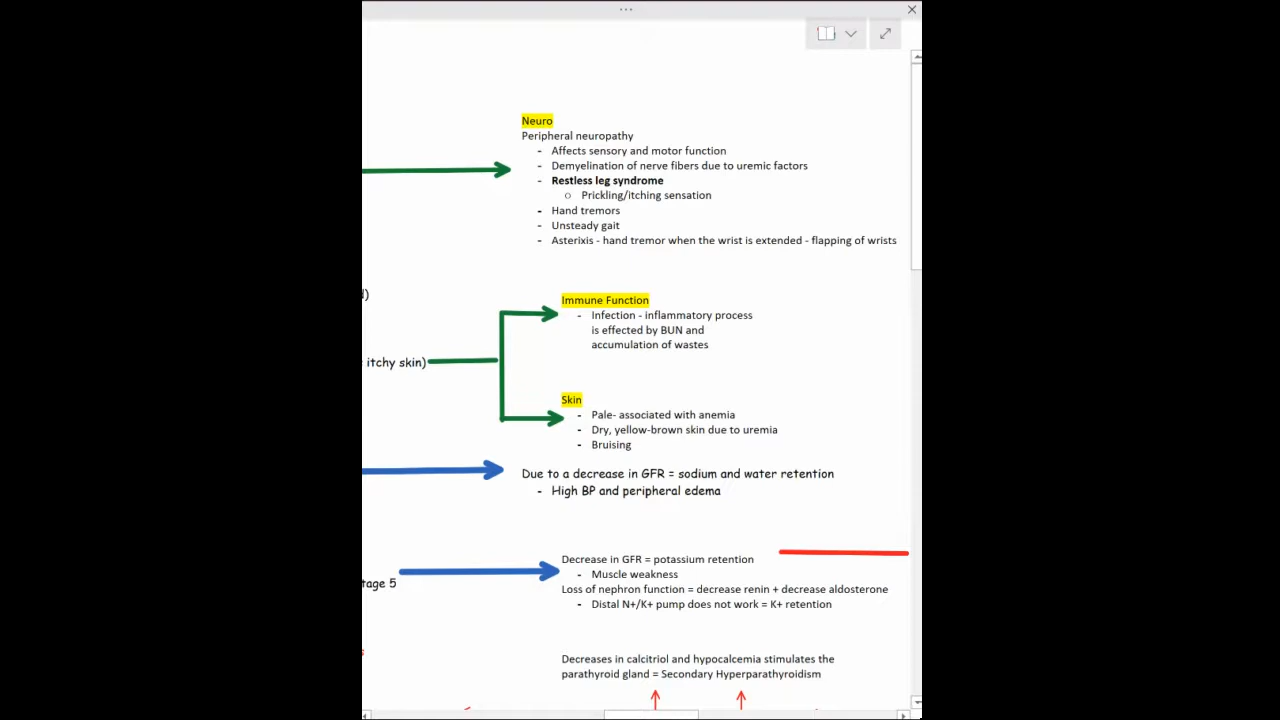 Neuro
Peripheral neuropathy
- Affects sensory and motor function
- Demyelination of nerve fibers due to uremic factors
- Restless leg syndrome
o Prickling/itching sensation
- Hand tremors
- Unsteady gait
- Asterixis - hand tremor when the wrist is extended - flapping of wrists
)
Immune Function
- Infection - inflammatory process
is effected by BUN and
accumulation of wastes
itchy skin)
Skin
- Pale- associated with anemia
- Dry, yellow-brown skin due to uremia
- Bruising
Due to a decrease in GFR = sodium and water retention
- High BP and peripheral edema
Decrease in GFR = potassium retention
- Muscle weakness
tage 5
Loss of nephron function = decrease renin + decrease aldosterone
- Distal N+/K+ pump does not work = K+ retention
Decreases in calcitriol and hypocalcemia stimulates the
parathyroid gland = Secondary Hyperparathyroidism